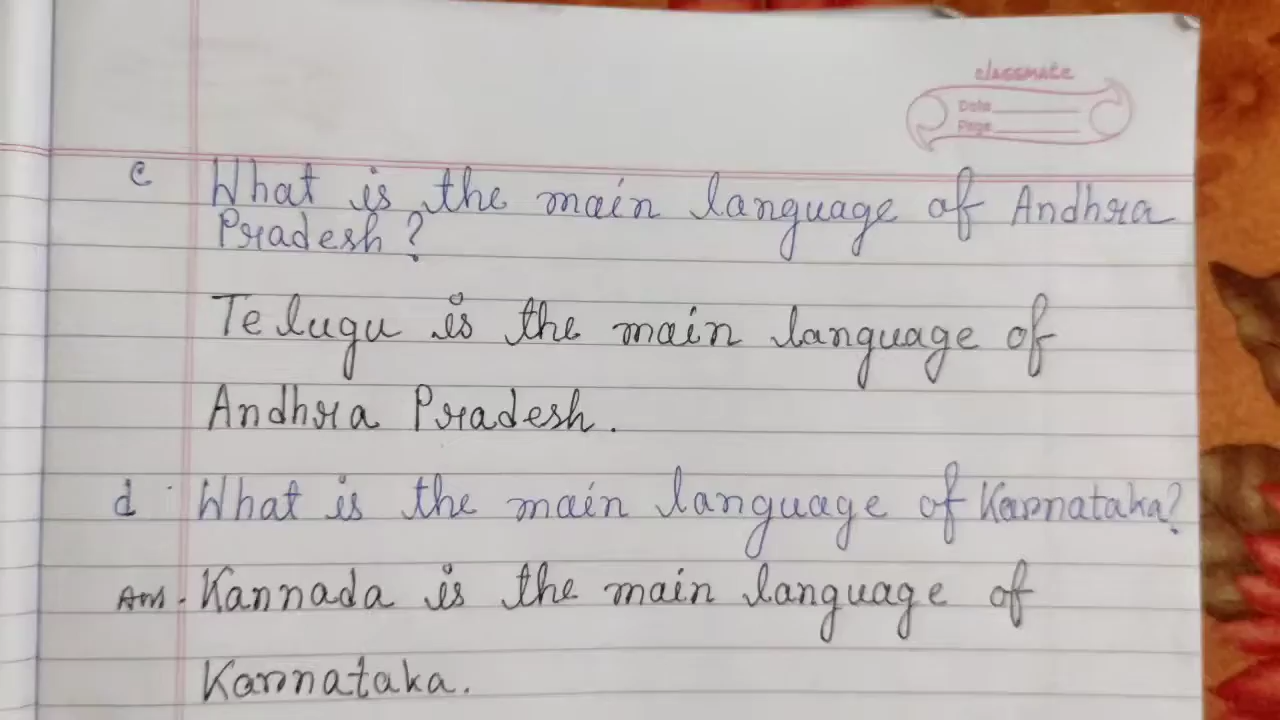 classmate
Date
Page
c What is the main language of Andhra
Pradesh?
Telugu is the main language of
Andhra Pradesh.
d What is the main language of Karnataka?
Ans. Kannada is the main language of
Karnataka.